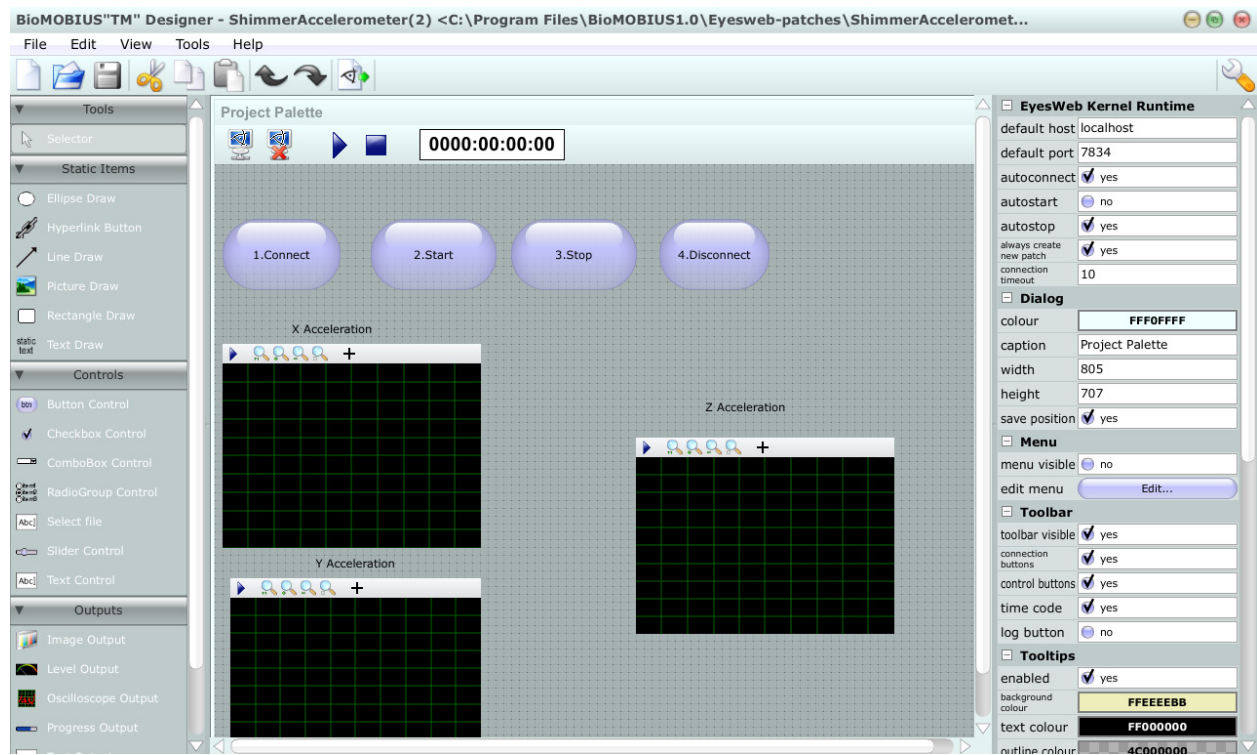 BioMOBIUS"TM" Designer - ShimmerAccelerometer(2) <C:\Program Files\BioMOBIUS1.0\Eyesweb-patches\ShimmerAcceleromet...
File Edit View Tools Help
Tools
Selector
Static Items
Ellipse Draw
Hyperlink Button
Line Draw
Picture Draw
Rectangle Draw
static text
Text Draw
Controls
btn
Button Control
Checkbox Control
ComboBox Control
RadioGroup Control
Abc
Select file
Slider Control
Abc
Text Control
Outputs
Image Output
Level Output
Oscilloscope Output
Progress Output
Project Palette
0000:00:00:00
1.Connect
2.Start
3.Stop
4.Disconnect
X Acceleration
Y Acceleration
Z Acceleration
EyesWeb Kernel Runtime
default host localhost
default port 7834
autoconnect yes
autostart no
autostop yes
always create new patch yes
connection timeout 10
Dialog
colour FFF0FFFF
caption Project Palette
width 805
height 707
save position yes
Menu
menu visible no
edit menu Edit...
Toolbar
toolbar visible yes
connection buttons yes
control buttons yes
time code yes
log button no
Tooltips
enabled yes
background colour FFEEEEBB
text colour FF000000
outline colour 4C000000